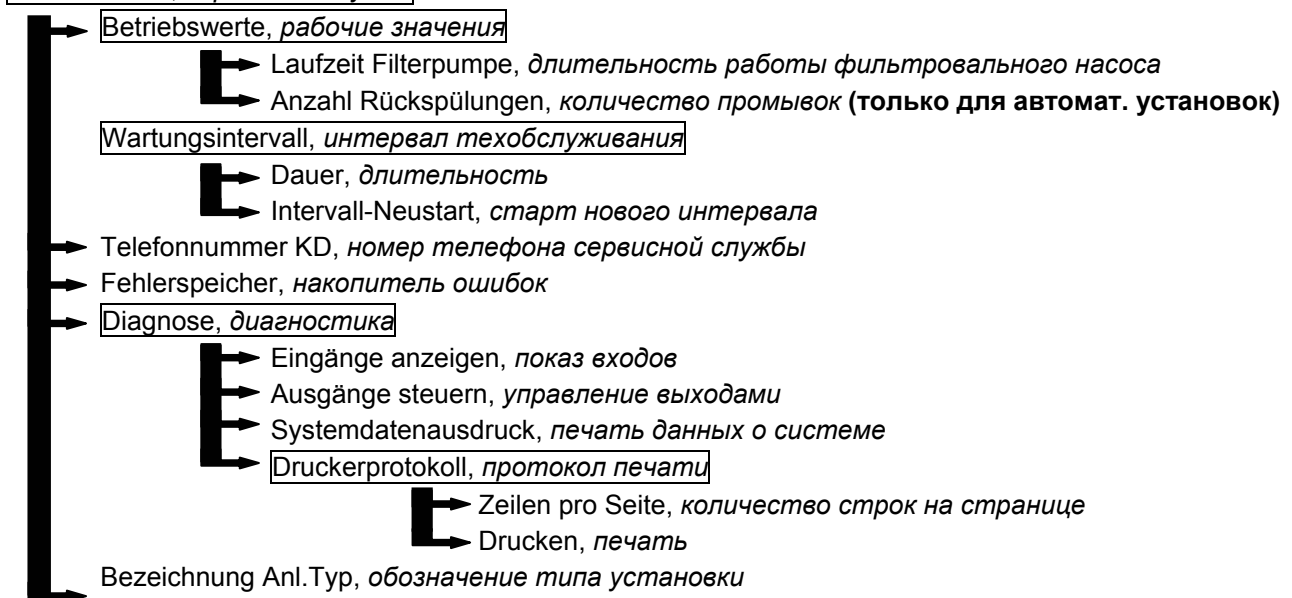 Betriebswerte, рабочие значения
Laufzeit Filterpumpe, длительность работы фильтровального насоса
Anzahl Rückspülungen, количество промывок (только для автомат. установок)
Wartungsintervall, интервал техобслуживания
Dauer, длительность
Intervall-Neustart, старт нового интервала
Telefonnummer KD, номер телефона сервисной службы
Fehlerspeicher, накопитель ошибок
Diagnose, диагностика
Eingänge anzeigen, показ входов
Ausgänge steuern, управление выходами
Systemdatenausdruck, печать данных о системе
Druckerprotokoll, протокол печати
Zeilen pro Seite, количество строк на странице
Drucken, печать
Bezeichnung Anl.Typ, обозначение типа установки